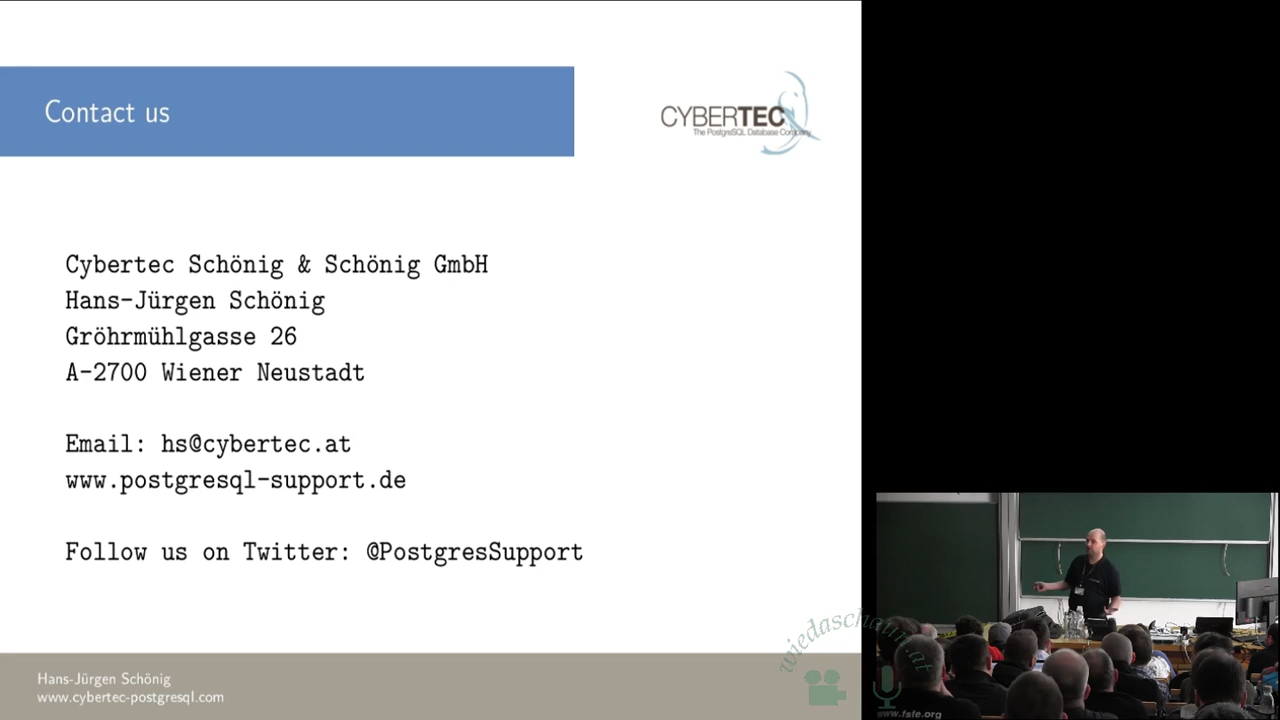 Contact us
CYBERTEC
The PostgreSQL Database Company
Cybertec Schönig & Schönig GmbH
Hans-Jürgen Schönig
Gröhrmühlgasse 26
A-2700 Wiener Neustadt
Email: hs@cybertec.at
www.postgresql-support.de
Follow us on Twitter: @PostgresSupport
Hans-Jürgen Schönig
www.cybertec-postgresql.com
wiedaschaun.at
www.fsfe.org